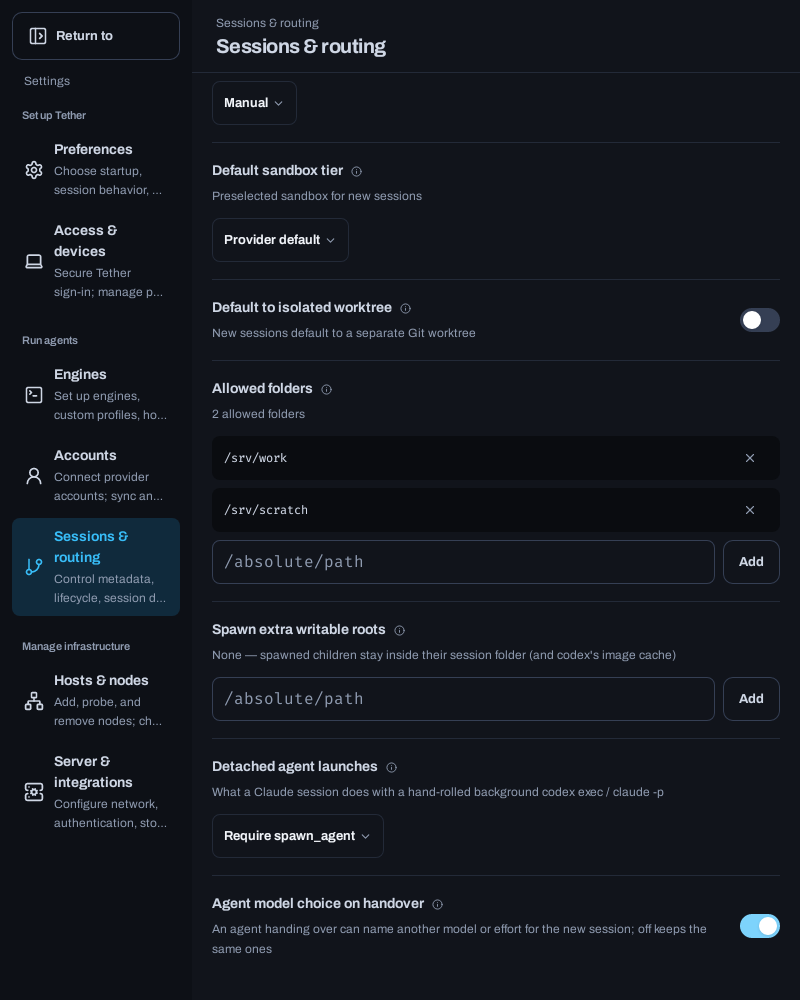 Return to
Settings
Set up Tether
Preferences
Choose startup,
session behavior, ...
Access &
devices
Secure Tether
sign-in; manage p...
Run agents
Engines
Set up engines,
custom profiles, ho...
Accounts
Connect provider
accounts; sync an...
Sessions &
routing
Control metadata,
lifecycle, session d...
Manage infrastructure
Hosts & nodes
Add, probe, and
remove nodes; ch...
Server &
integrations
Configure network,
authentication, sto...
Sessions & routing
Sessions & routing
Manual
Default sandbox tier
Preselected sandbox for new sessions
Provider default
Default to isolated worktree
New sessions default to a separate Git worktree
Allowed folders
2 allowed folders
/srv/work
/srv/scratch
/absolute/path
Add
Spawn extra writable roots
None — spawned children stay inside their session folder (and codex's image cache)
/absolute/path
Add
Detached agent launches
What a Claude session does with a hand-rolled background codex exec / claude -p
Require spawn_agent
Agent model choice on handover
An agent handing over can name another model or effort for the new session; off keeps the
same ones